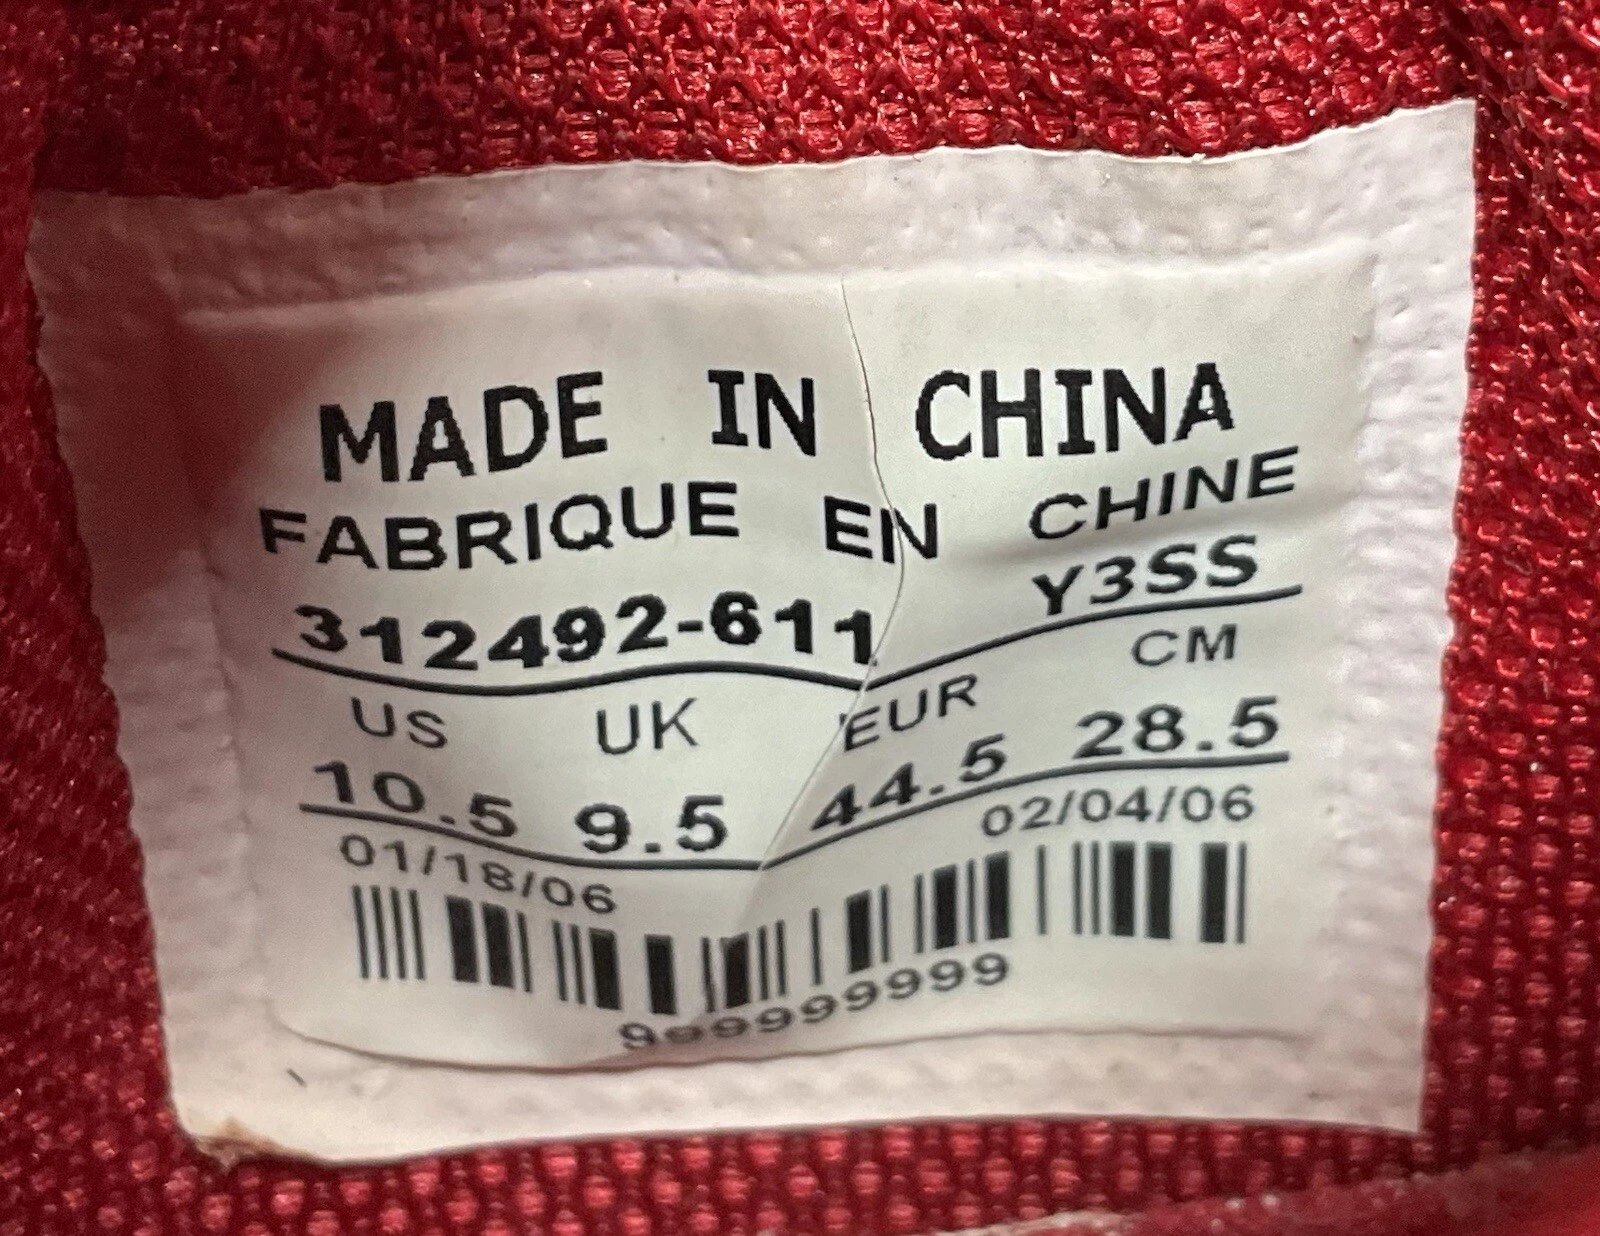 MADE IN CHINA
FABRIQUE EN CHINE
312492-611 Y3SS
US UK EUR CM
10.5 9.5 44.5 28.5
01/18/06 02/04/06
999999999999